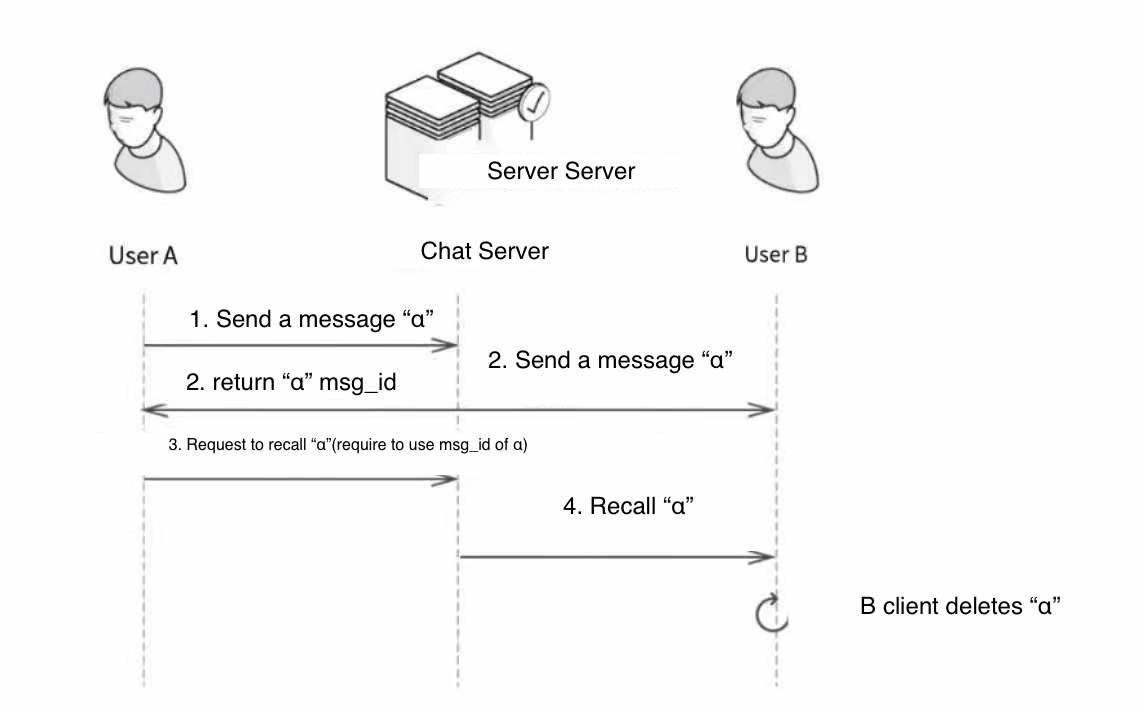 Server Server
User A
Chat Server
User B
1. Send a message “α”
2. Send a message “α”
2. return “α” msg_id
3. Request to recall “α”(require to use msg_id of α)
4. Recall “α”
B client deletes “α”